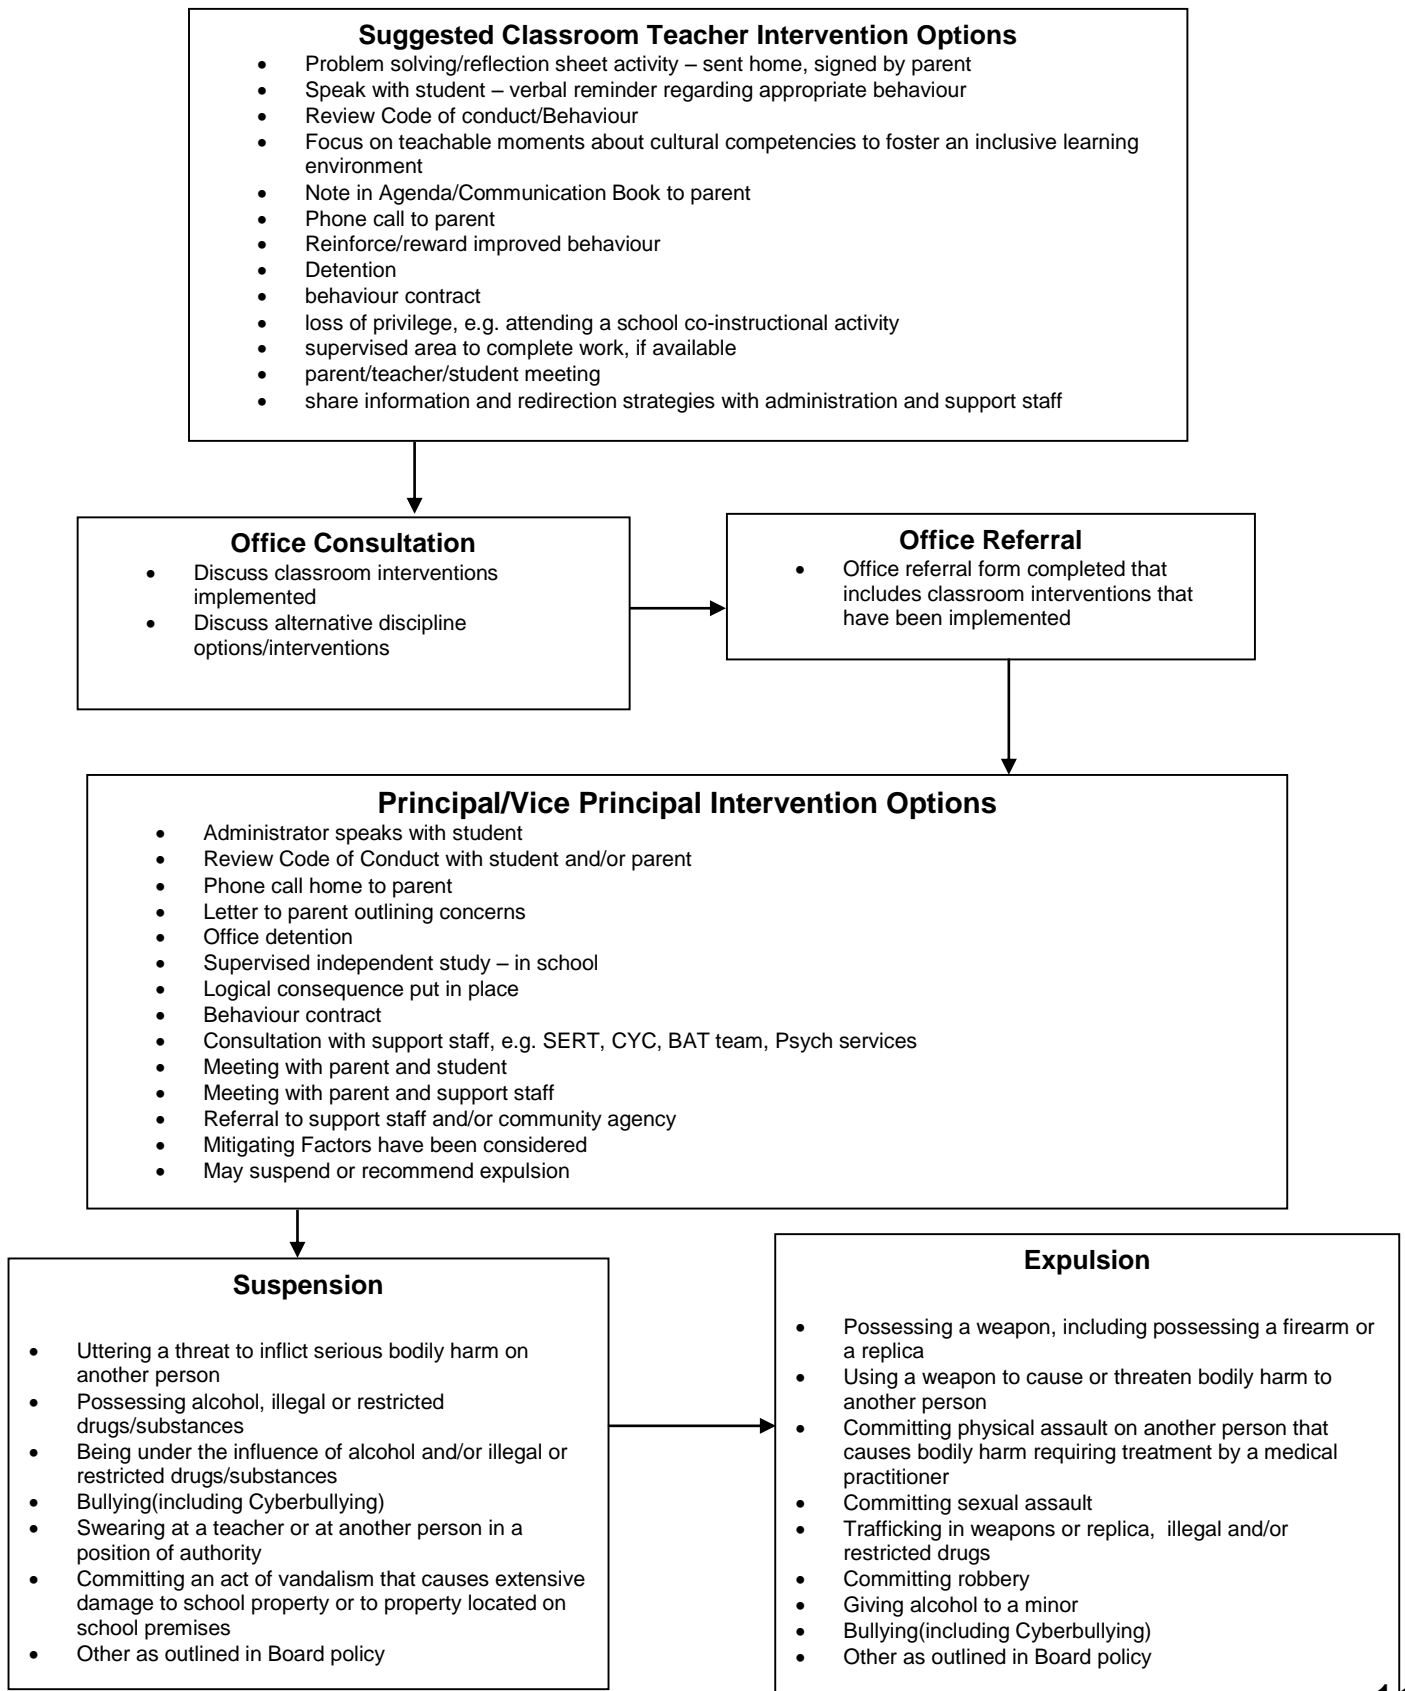 Suggested Classroom Teacher Intervention Options
• Problem solving/reflection sheet activity – sent home, signed by parent
• Speak with student – verbal reminder regarding appropriate behaviour
• Review Code of conduct/Behaviour
• Focus on teachable moments about cultural competencies to foster an inclusive learning
environment
• Note in Agenda/Communication Book to parent
• Phone call to parent
• Reinforce/reward improved behaviour
• Detention
• behaviour contract
• loss of privilege, e.g. attending a school co-instructional activity
• supervised area to complete work, if available
• parent/teacher/student meeting
• share information and redirection strategies with administration and support staff
Office Consultation
• Discuss classroom interventions
implemented
• Discuss alternative discipline
options/interventions
Office Referral
• Office referral form completed that
includes classroom interventions that
have been implemented
Principal/Vice Principal Intervention Options
• Administrator speaks with student
• Review Code of Conduct with student and/or parent
• Phone call home to parent
• Letter to parent outlining concerns
• Office detention
• Supervised independent study – in school
• Logical consequence put in place
• Behaviour contract
• Consultation with support staff, e.g. SERT, CYC, BAT team, Psych services
• Meeting with parent and student
• Meeting with parent and support staff
• Referral to support staff and/or community agency
• Mitigating Factors have been considered
• May suspend or recommend expulsion
Suspension
• Uttering a threat to inflict serious bodily harm on
another person
• Possessing alcohol, illegal or restricted
drugs/substances
• Being under the influence of alcohol and/or illegal or
restricted drugs/substances
• Bullying(including Cyberbullying)
• Swearing at a teacher or at another person in a
position of authority
• Committing an act of vandalism that causes extensive
damage to school property or to property located on
school premises
• Other as outlined in Board policy
Expulsion
• Possessing a weapon, including possessing a firearm or
a replica
• Using a weapon to cause or threaten bodily harm to
another person
• Committing physical assault on another person that
causes bodily harm requiring treatment by a medical
practitioner
• Committing sexual assault
• Trafficking in weapons or replica, illegal and/or
restricted drugs
• Committing robbery
• Giving alcohol to a minor
• Bullying(including Cyberbullying)
• Other as outlined in Board policy